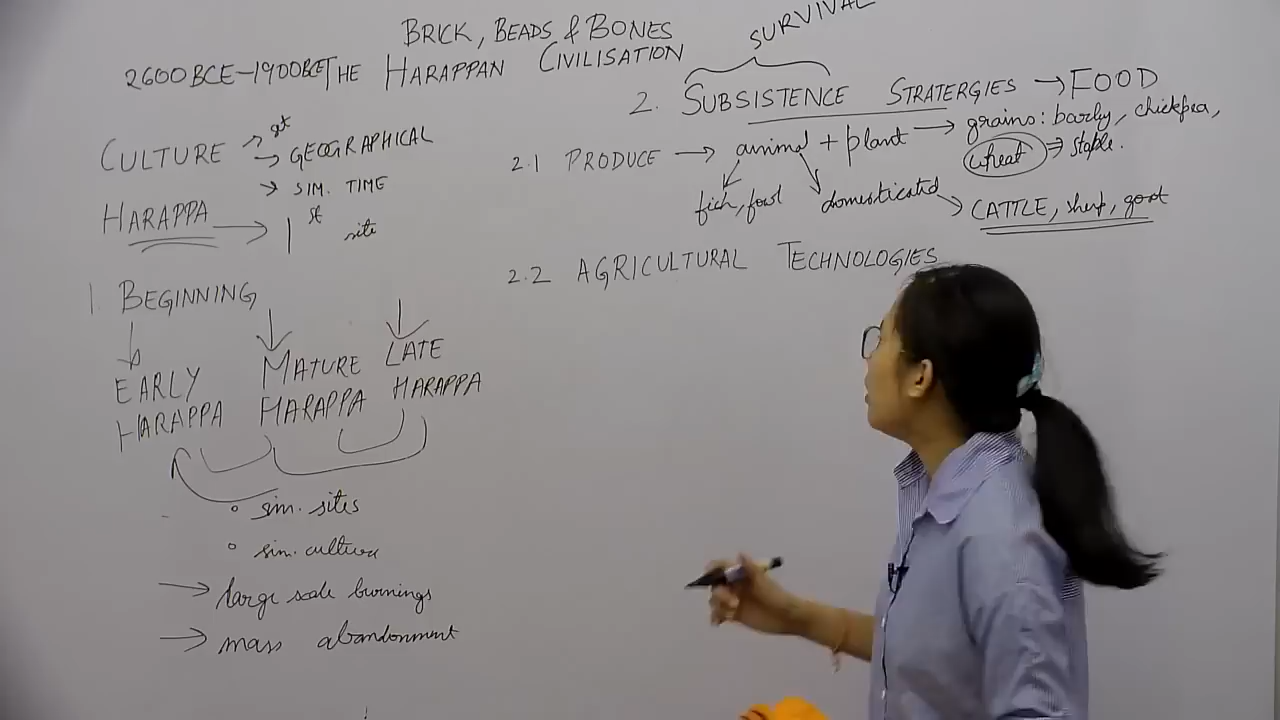 BRICK, BEADS & BONES
2600 BCE-1900 BCE THE HARAPPAN CIVILISATION
CULTURE → gt
→ GEOGRAPHICAL
→ SIM. TIME
HARAPPA → 1st site
1. BEGINNING
EARLY HARAPPA
MATURE HARAPPA
LATE HARAPPA
° sim. sites
° sim. culture
→ large scale burnings
→ mass abandonment
SURVIVAL
2. SUBSISTENCE STRATERGIES → FOOD
2.1 PRODUCE → animal + plant → grains: barly, chickpea,
wheat ⇒ staple.
fish, fowl
domesticated → CATTLE, sheep, goat
2.2 AGRICULTURAL TECHNOLOGIES